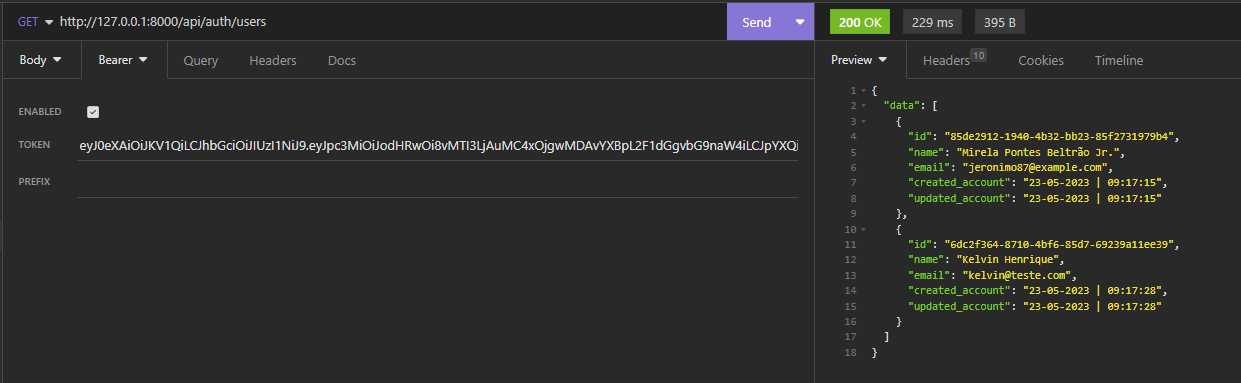 GET http://127.0.0.1:8000/api/auth/users Send 200 OK 229 ms 395 B
Body Bearer Query Headers Docs Preview Headers 10 Cookies Timeline
ENABLED
TOKEN eyJ0eXAiOiJKV1QiLCJhbGciOiJIUzI1NiJ9.eyJpc3MiOiJodHRwOi8vMTI3LjAuMC4xOjgwMDAvYXBpL2F1dGgvbG9naW4iLCJpYXQi
PREFIX
1 {
2 "data": [
3 {
4 "id": "85de2912-1940-4b32-bb23-85f2731979b4",
5 "name": "Mirela Pontes Beltrão Jr.",
6 "email": "jeronimo87@example.com",
7 "created_account": "23-05-2023 | 09:17:15",
8 "updated_account": "23-05-2023 | 09:17:15"
9 },
10 {
11 "id": "6dc2f364-8710-4bf6-85d7-69239a11ee39",
12 "name": "Kelvin Henrique",
13 "email": "kelvin@teste.com",
14 "created_account": "23-05-2023 | 09:17:28",
15 "updated_account": "23-05-2023 | 09:17:28"
16 }
17 ]
18 }